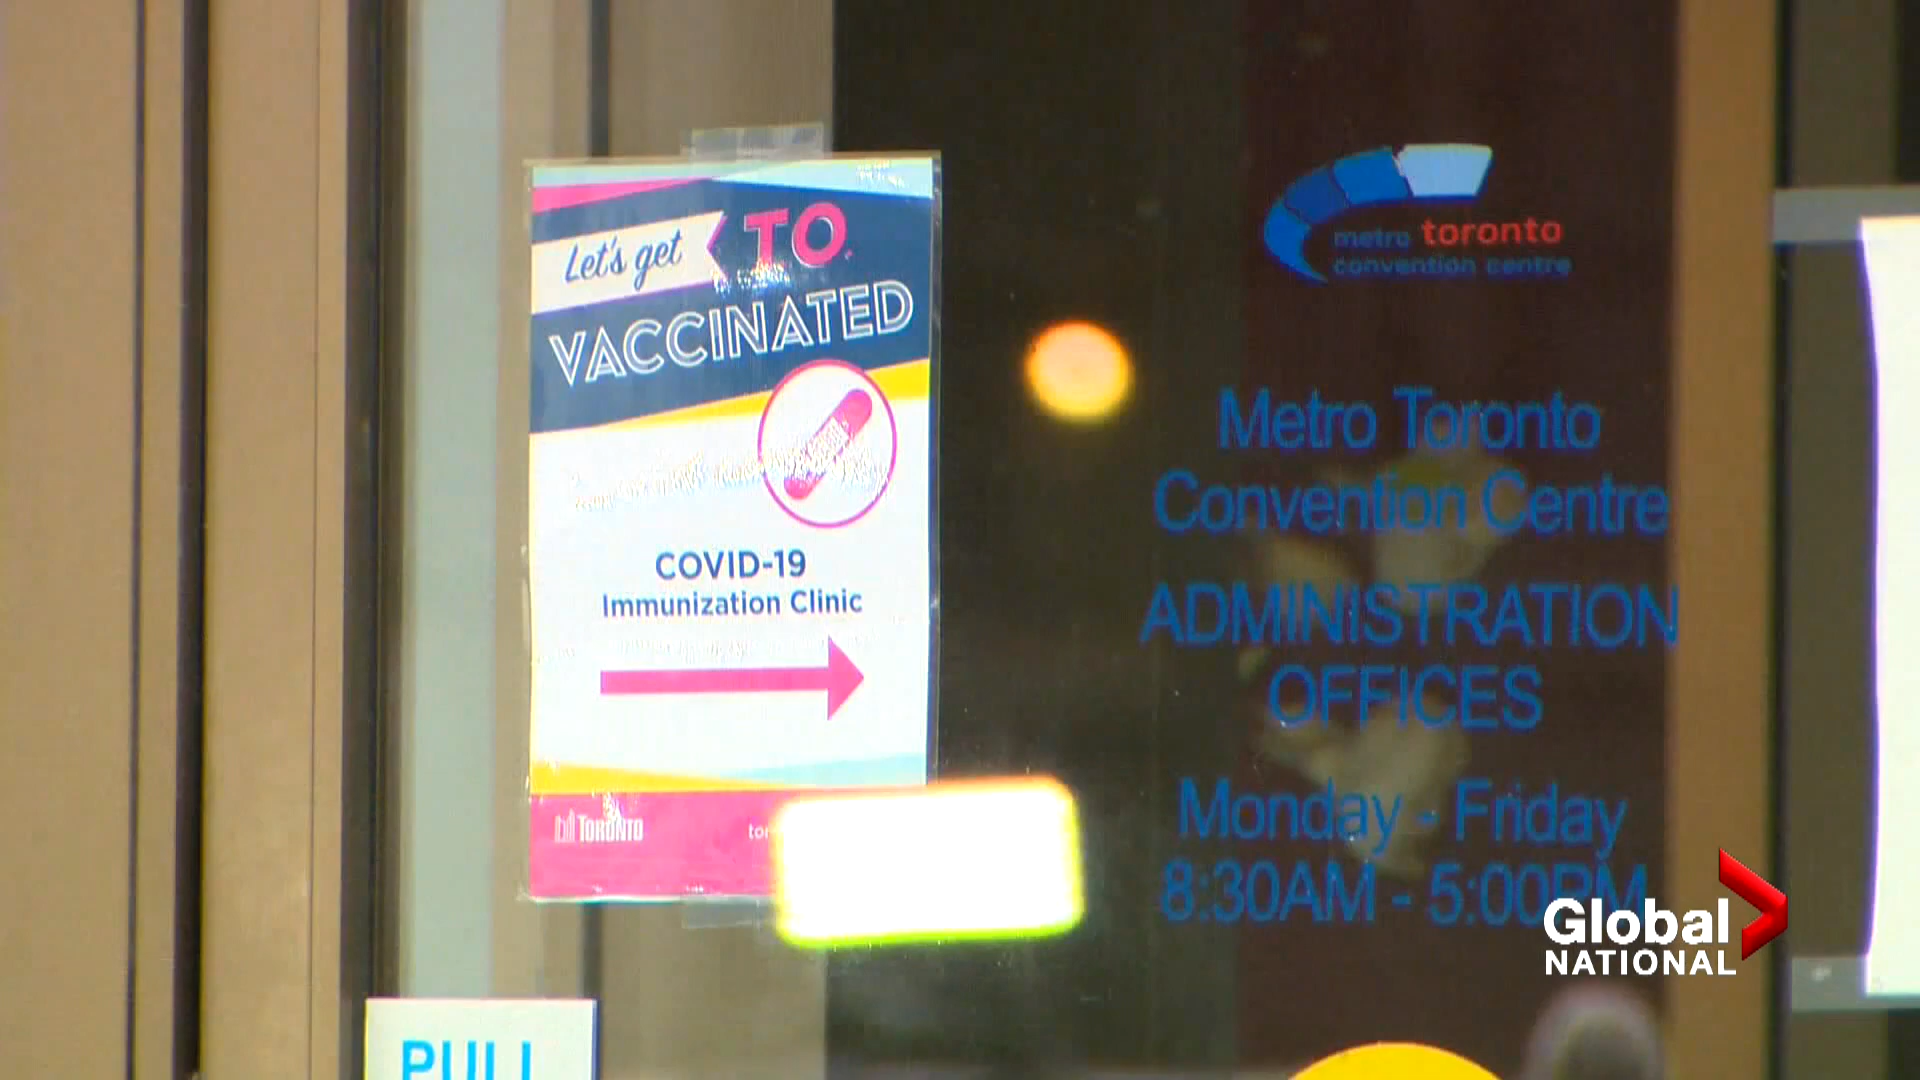 Let's get TO
VACCINATED
COVID-19
Immunization Clinic
TORONTO
metro toronto
convention centre
Metro Toronto
Convention Centre
ADMINISTRATION
OFFICES
Monday - Friday
8:30AM - 5:00PM
PULL
Global
NATIONAL